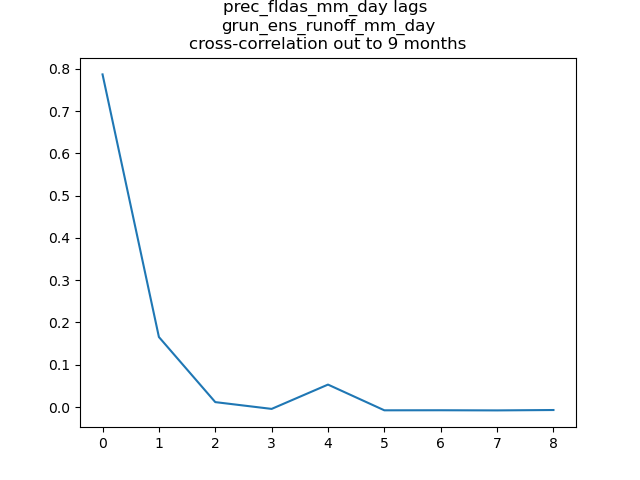 prec_fldas_mm_day lags
grun_ens_runoff_mm_day
cross-correlation out to 9 months
0.8
0.7
0.6
0.5
0.4
0.3
0.2
0.1
0.0
0 1 2 3 4 5 6 7 8